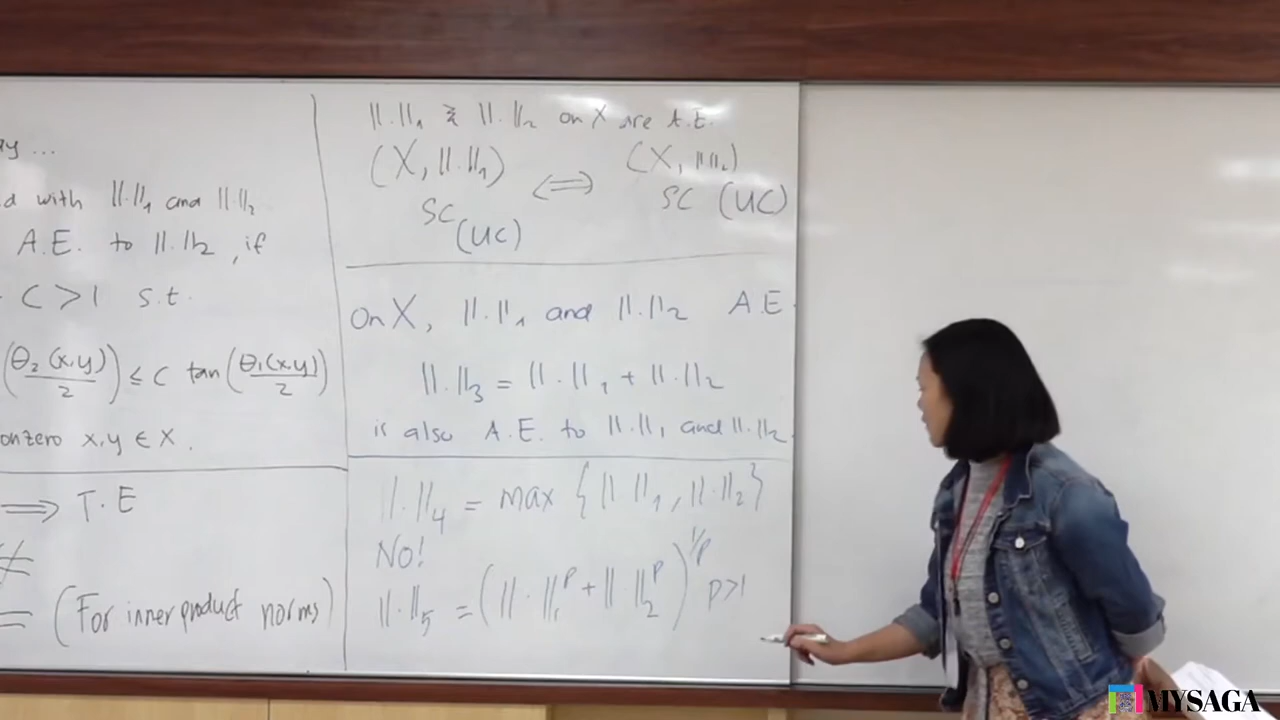 ay ...
d with ||.||₁ and ||.||₂
A.E. to ||.||₂, if
C > 1 s.t.
(θ₂(x,y)/2) ≤ C tan(θ₁(x,y)/2)
onzero x,y ∈ X.
⟹ T.E
≠
= (For inner product norms)
||.||₁ & ||.||₂ on X are A.E.
(X, ||.||₁) ⟺ (X, ||.||₂)
SC (UC) SC (UC)
On X, ||.||₁ and ||.||₂ A.E.
||.||₃ = ||.||₁ + ||.||₂
is also A.E. to ||.||₁ and ||.||₂.
||.||₄ = max {|| ||₁, ||.||₂}
NO!
||.||₅ = (||.||₁ᵖ + || ||₂ᵖ)^{1/p} p>1
MYSAGA